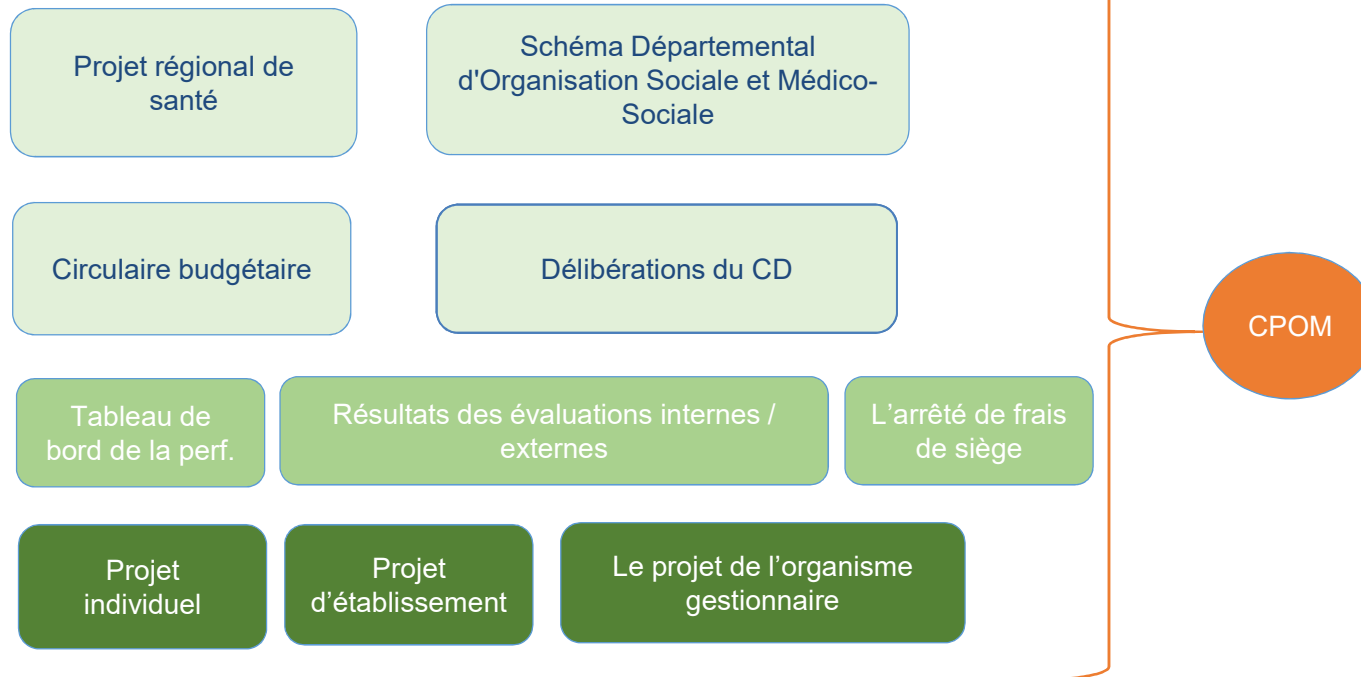 Projet régional de
santé
Schéma Départemental
d'Organisation Sociale et Médico-
Sociale
Circulaire budgétaire
Délibérations du CD
CPOM
Tableau de
bord de la perf.
Résultats des évaluations internes /
externes
L’arrêté de frais
de siège
Projet
individuel
Projet
d’établissement
Le projet de l’organisme
gestionnaire